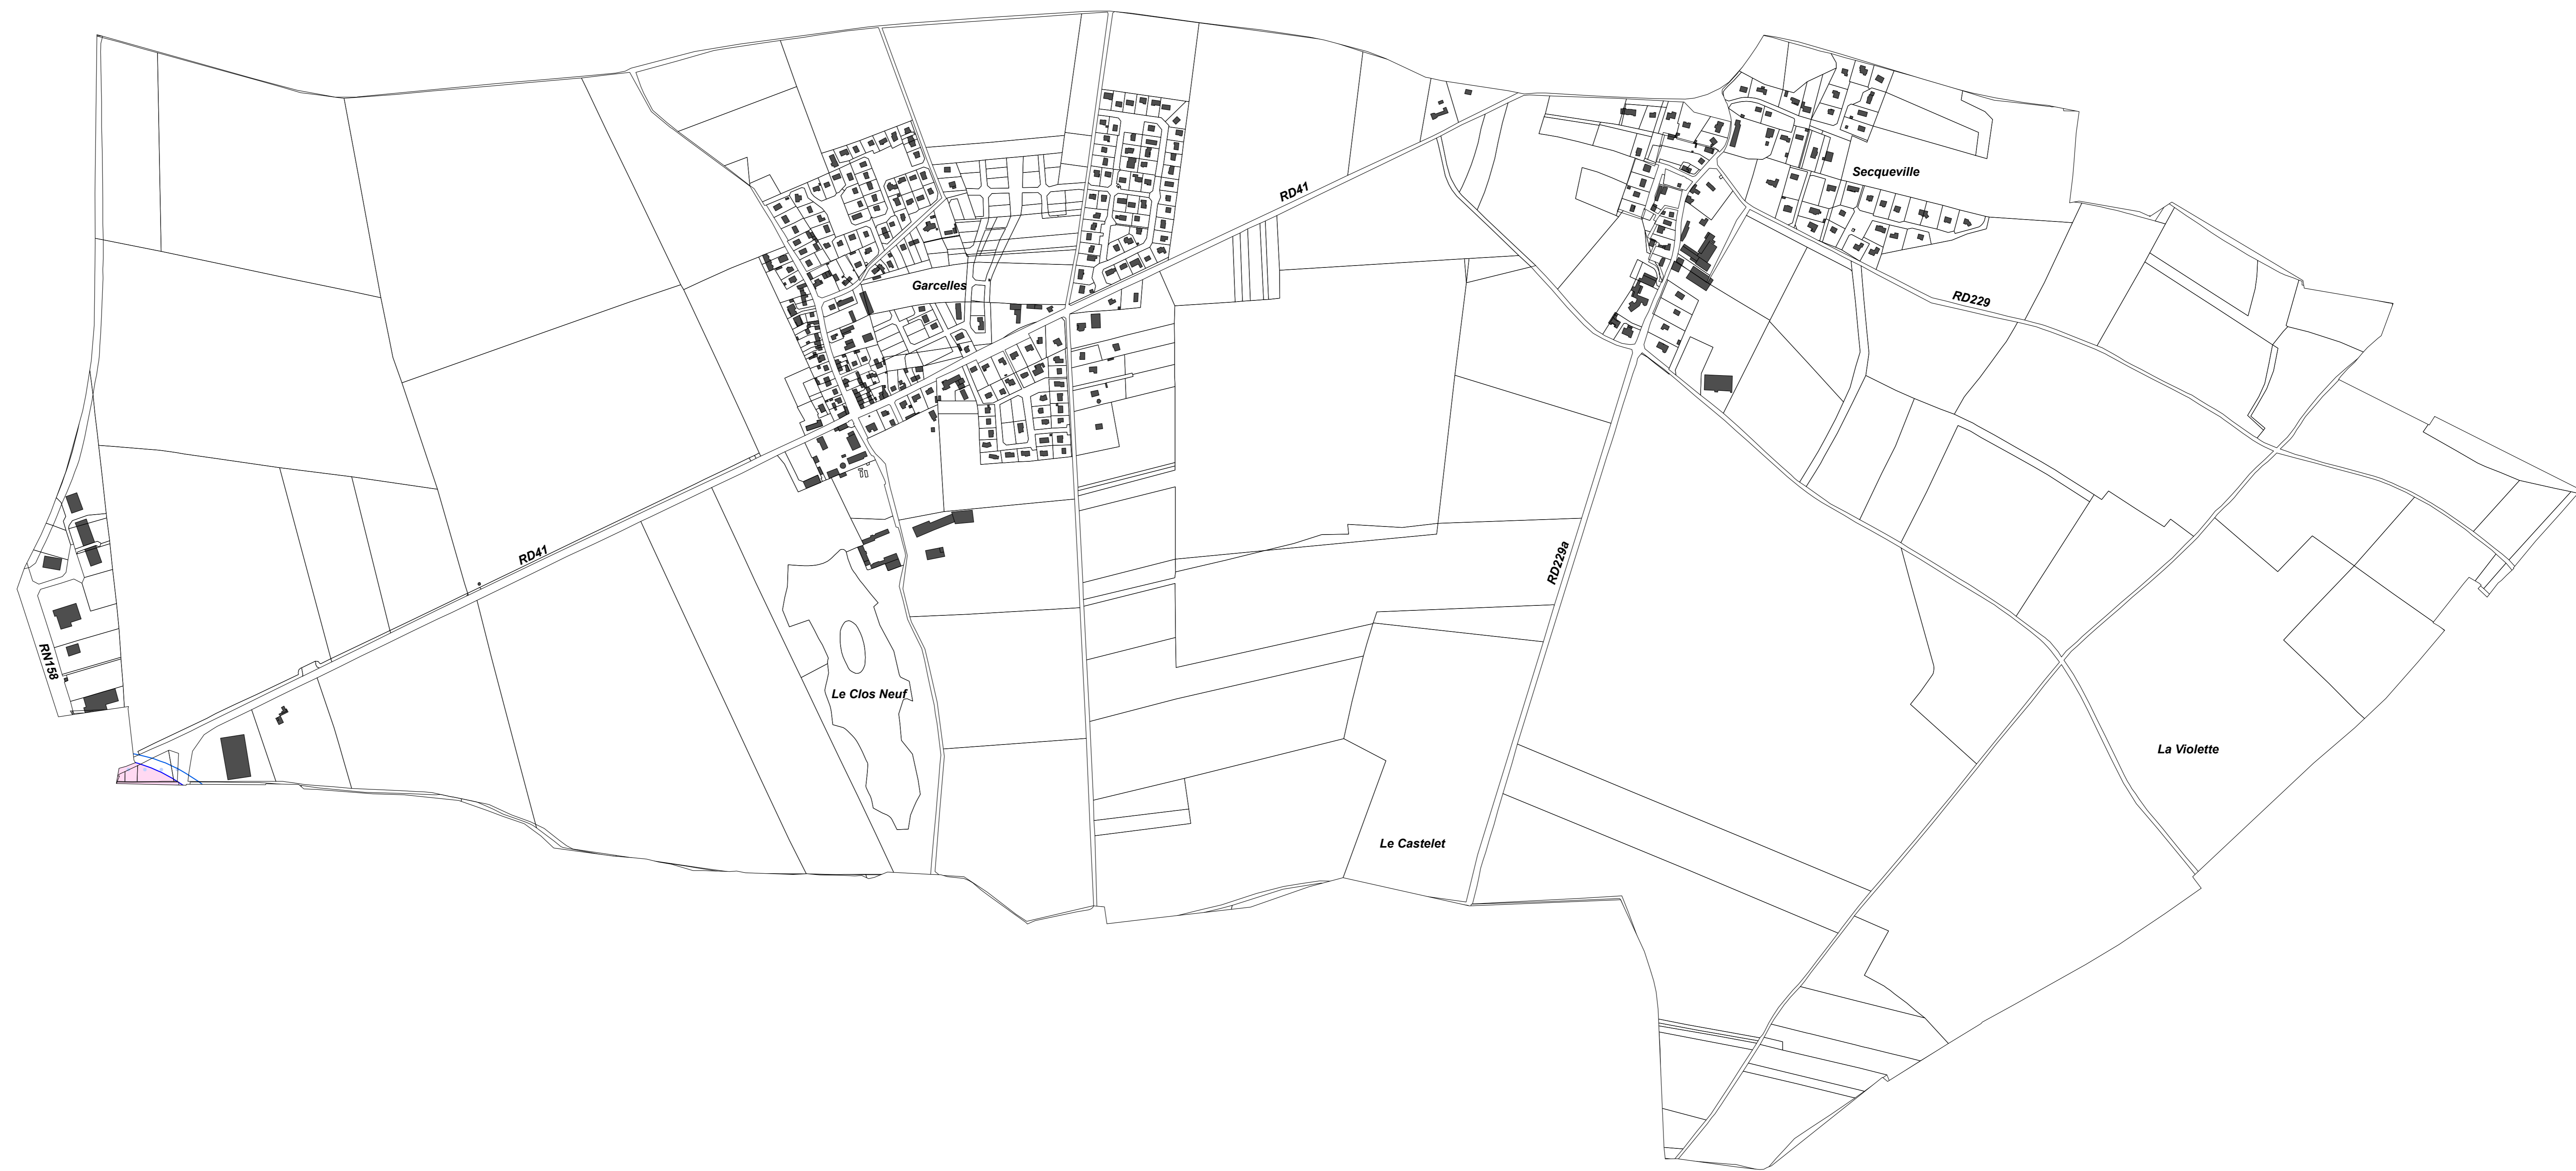 Secqueville
RD41
Garcelles
RD229
RD41
RD229a
RN158
Le Clos Neuf
La Violette
Le Castelet